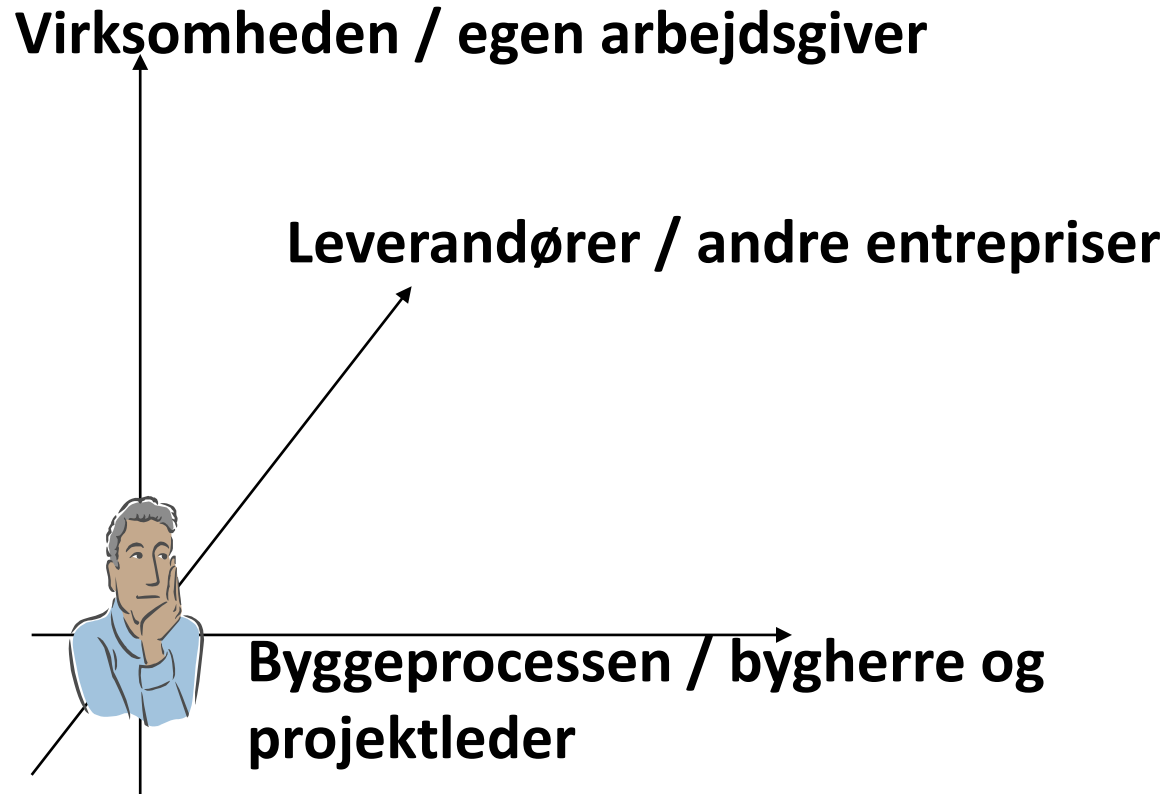 Virksomheden / egen arbejdsgiver
Leverandører / andre entrepriser
Byggeprocessen / bygherre og
projektleder